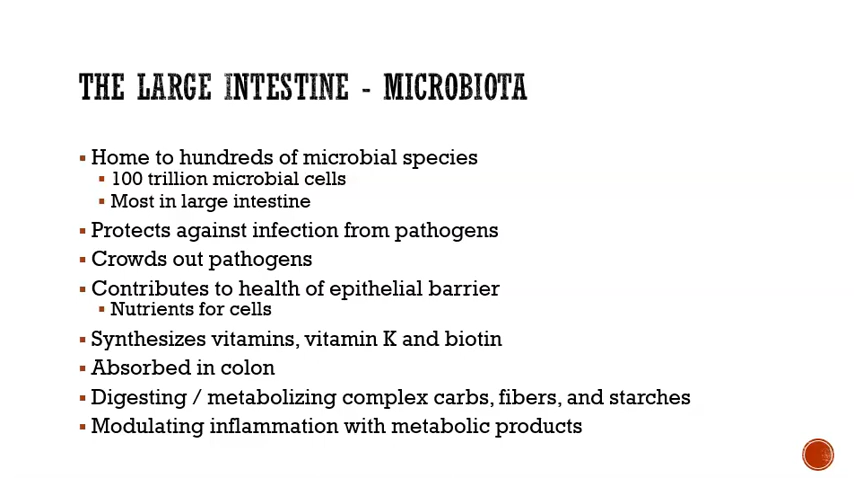 THE LARGE INTESTINE - MICROBIOTA
Home to hundreds of microbial species
100 trillion microbial cells
Most in large intestine
Protects against infection from pathogens
Crowds out pathogens
Contributes to health of epithelial barrier
Nutrients for cells
Synthesizes vitamins, vitamin K and biotin
Absorbed in colon
Digesting / metabolizing complex carbs, fibers, and starches
Modulating inflammation with metabolic products